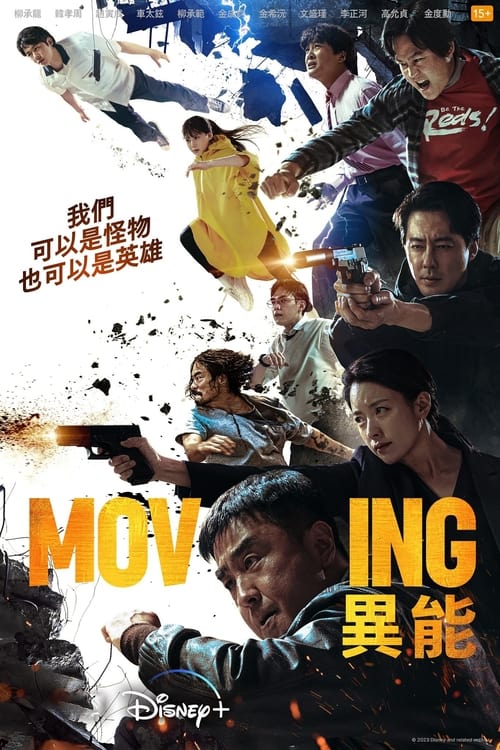 柳承龍 韓孝周 趙寅成 車太鉉 柳承範 金成均 金希沅 文盛瑾 李正河 高允貞 金度勳
15+
Be The
Reds!
我們
可以是怪物
也可以是英雄
MOVING
異能
Disney+
© 2023 Disney and related entities